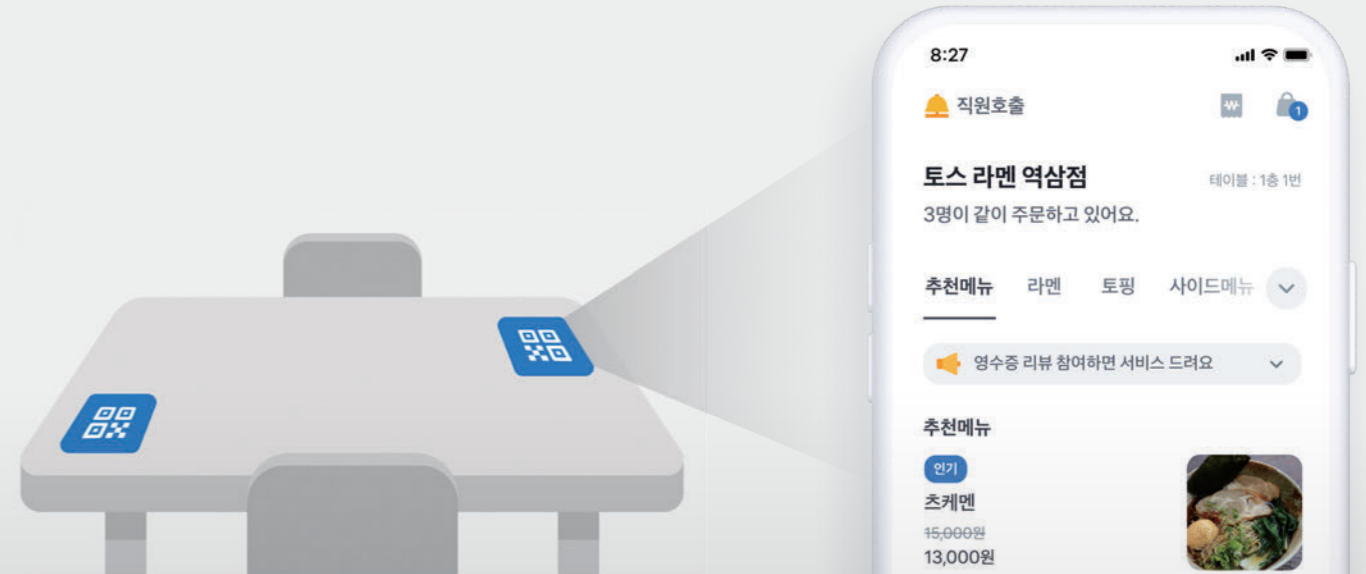 8:27
직원호출
1
토스 라멘 역삼점
테이블 : 1층 1번
3명이 같이 주문하고 있어요.
추천메뉴 라멘 토핑 사이드메뉴
영수증 리뷰 참여하면 서비스 드려요
추천메뉴
인기
츠케멘
15,000원
13,000원